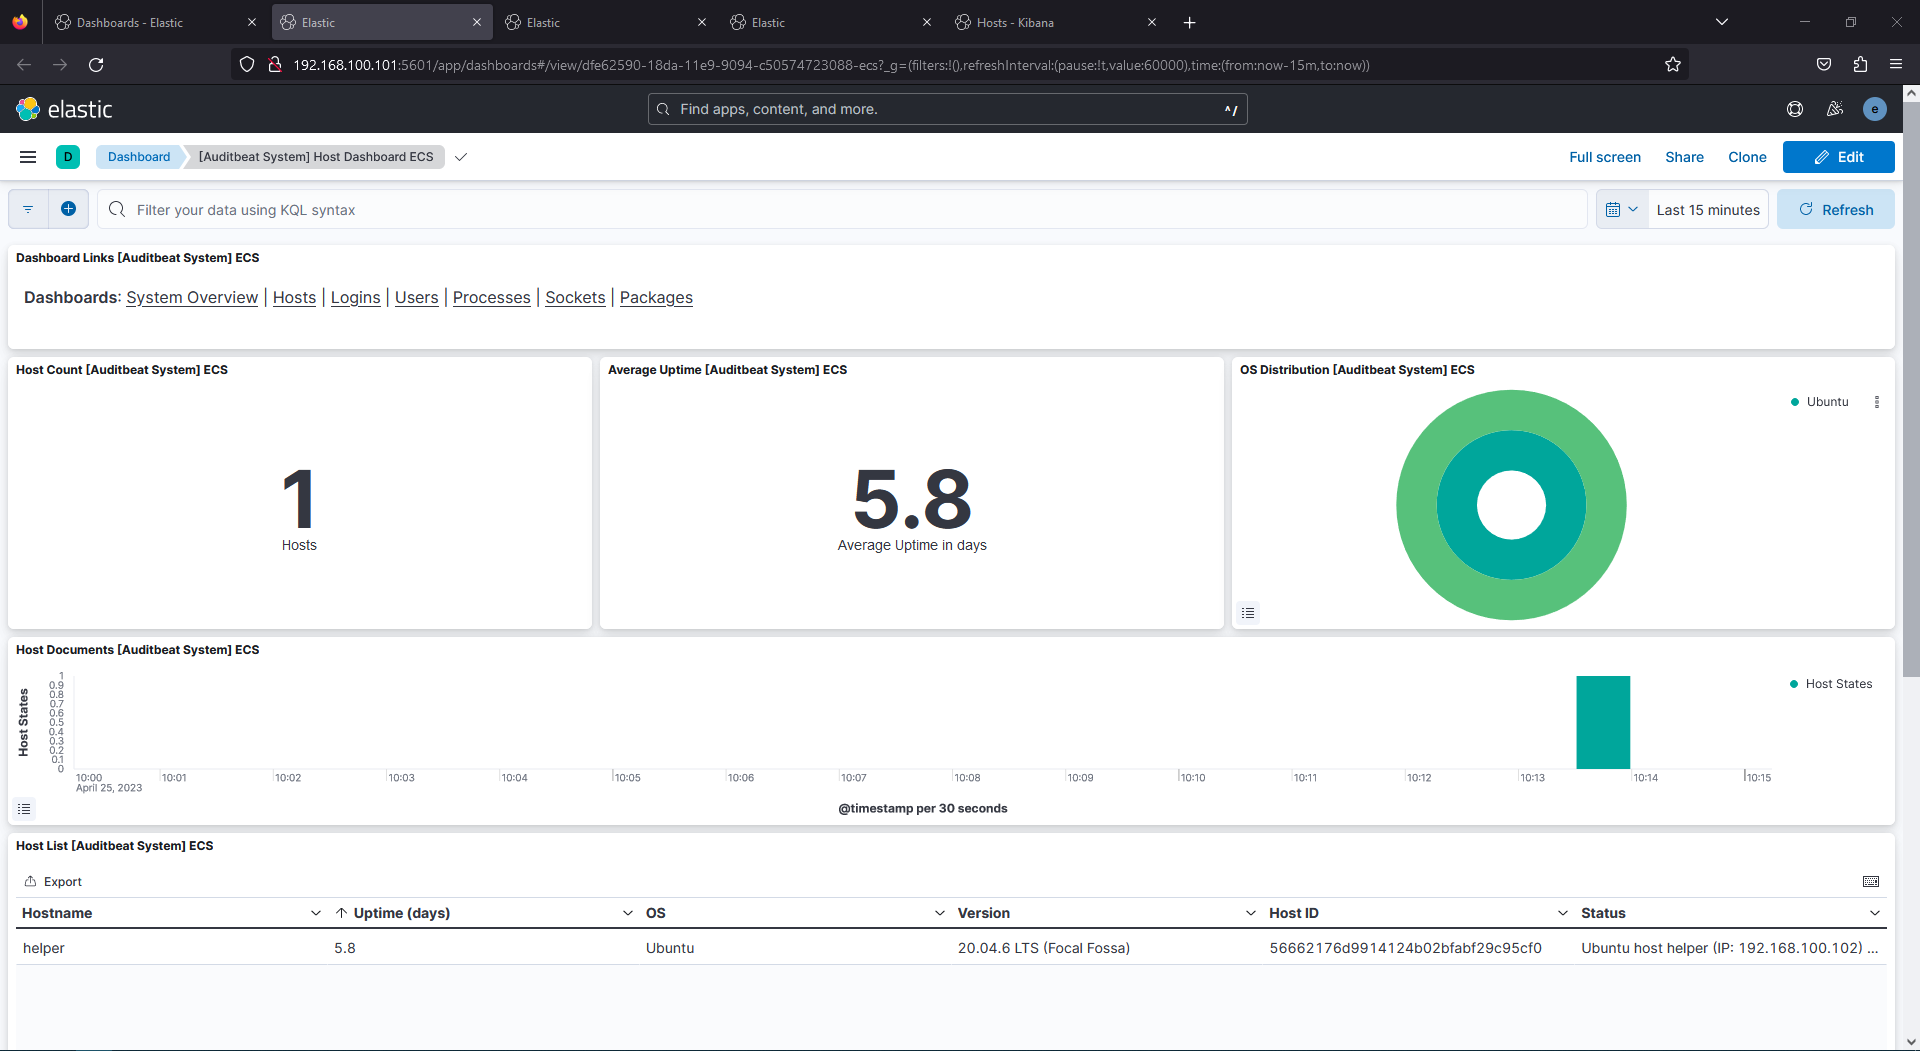 Dashboards - Elastic
Elastic
Elastic
Elastic
Hosts - Kibana
192.168.100.101:5601/app/dashboards#/view/dfe62590-18da-11e9-9094-c50574723088-ecs?_g=(filters:!(),refreshInterval:(pause:!t,value:60000),time:(from:now-15m,to:now))
elastic
Find apps, content, and more.
^/
e
D
Dashboard
[Auditbeat System] Host Dashboard ECS
Full screen
Share
Clone
Edit
Filter your data using KQL syntax
Last 15 minutes
Refresh
Dashboard Links [Auditbeat System] ECS
Dashboards: System Overview | Hosts | Logins | Users | Processes | Sockets | Packages
Host Count [Auditbeat System] ECS
1
Hosts
Average Uptime [Auditbeat System] ECS
5.8
Average Uptime in days
OS Distribution [Auditbeat System] ECS
Ubuntu
Host Documents [Auditbeat System] ECS
Host States
1
0.9
0.8
0.7
0.6
0.5
0.4
0.3
0.2
0.1
0
10:00 10:01 10:02 10:03 10:04 10:05 10:06 10:07 10:08 10:09 10:10 10:11 10:12 10:13 10:14 10:15
April 25, 2023
@timestamp per 30 seconds
Host States
Host List [Auditbeat System] ECS
Export
Hostname Uptime (days) OS Version Host ID Status
helper 5.8 Ubuntu 20.04.6 LTS (Focal Fossa) 56662176d9914124b02bfabf29c95cf0 Ubuntu host helper (IP: 192.168.100.102) ...